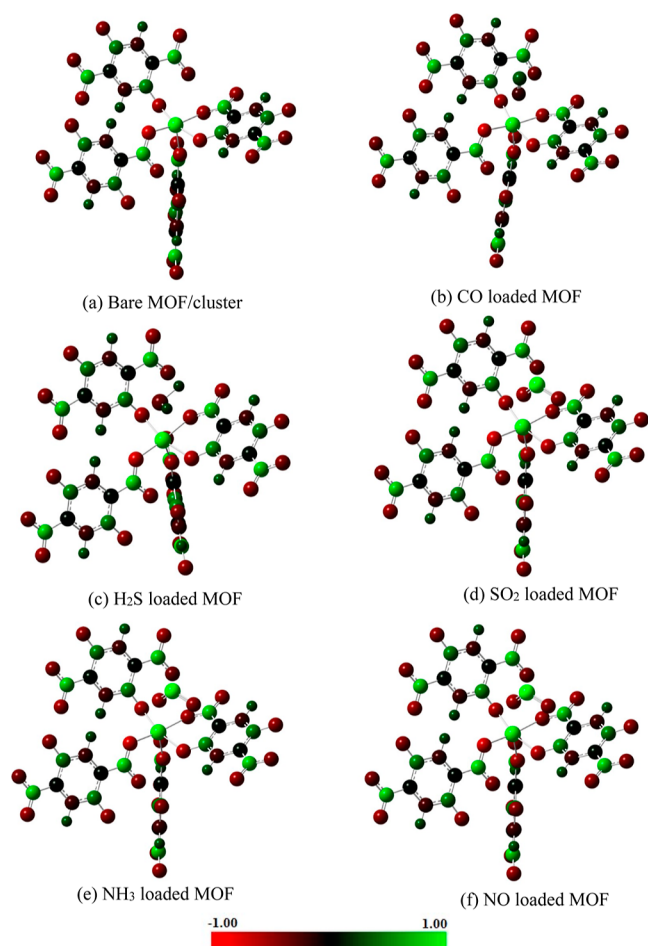 (a) Bare MOF/cluster
(b) CO loaded MOF
(c) H2S loaded MOF
(d) SO2 loaded MOF
(e) NH3 loaded MOF
(f) NO loaded MOF
-1.00 1.00